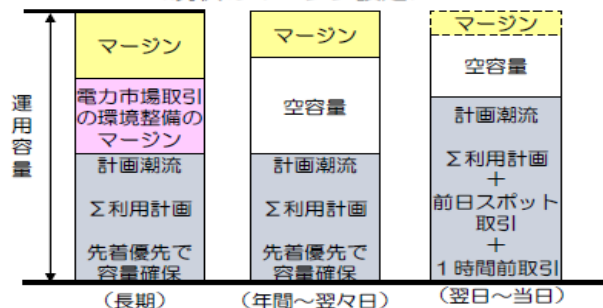 運用容量
マージン
電力市場取引
の環境整備の
マージン
計画潮流
Σ利用計画
先着優先で
容量確保
(長期)
マージン
空容量
計画潮流
Σ利用計画
先着優先で
容量確保
(年間~翌々日)
マージン
空容量
計画潮流
Σ利用計画
+
前日スポット
取引
+
1時間前取引
(翌日~当日)